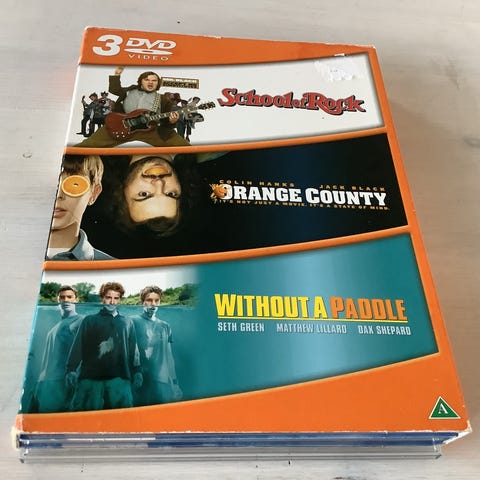 3 DVD
VIDEO
School of Rock
COLIN HANKS JACK BLACK
ORANGE COUNTY
IT'S NOT JUST A MOVIE. IT'S A STATE OF MIND.
WITHOUT A PADDLE
SETH GREEN MATTHEW LILLARD DAX SHEPARD
A